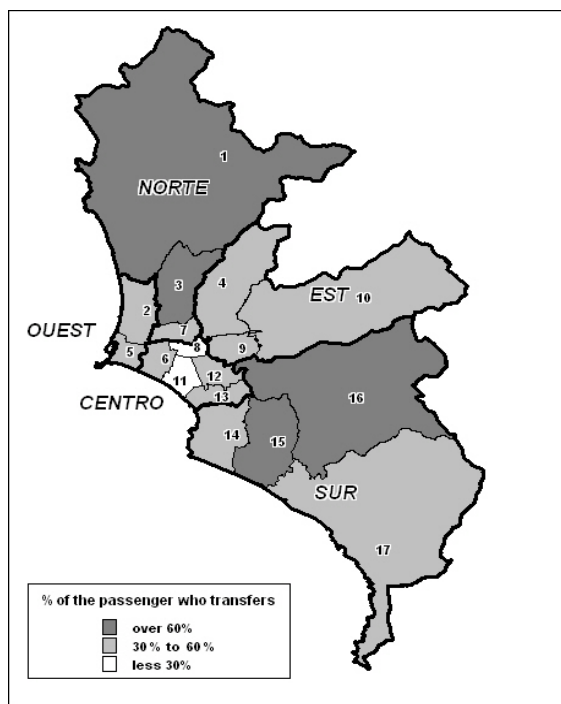 1
NORTE
3
4
2
EST
10
OUEST
7
5
6
8
9
11
12
CENTRO
13
16
14
15
SUR
17
% of the passenger who transfers
over 60%
30% to 60%
less 30%